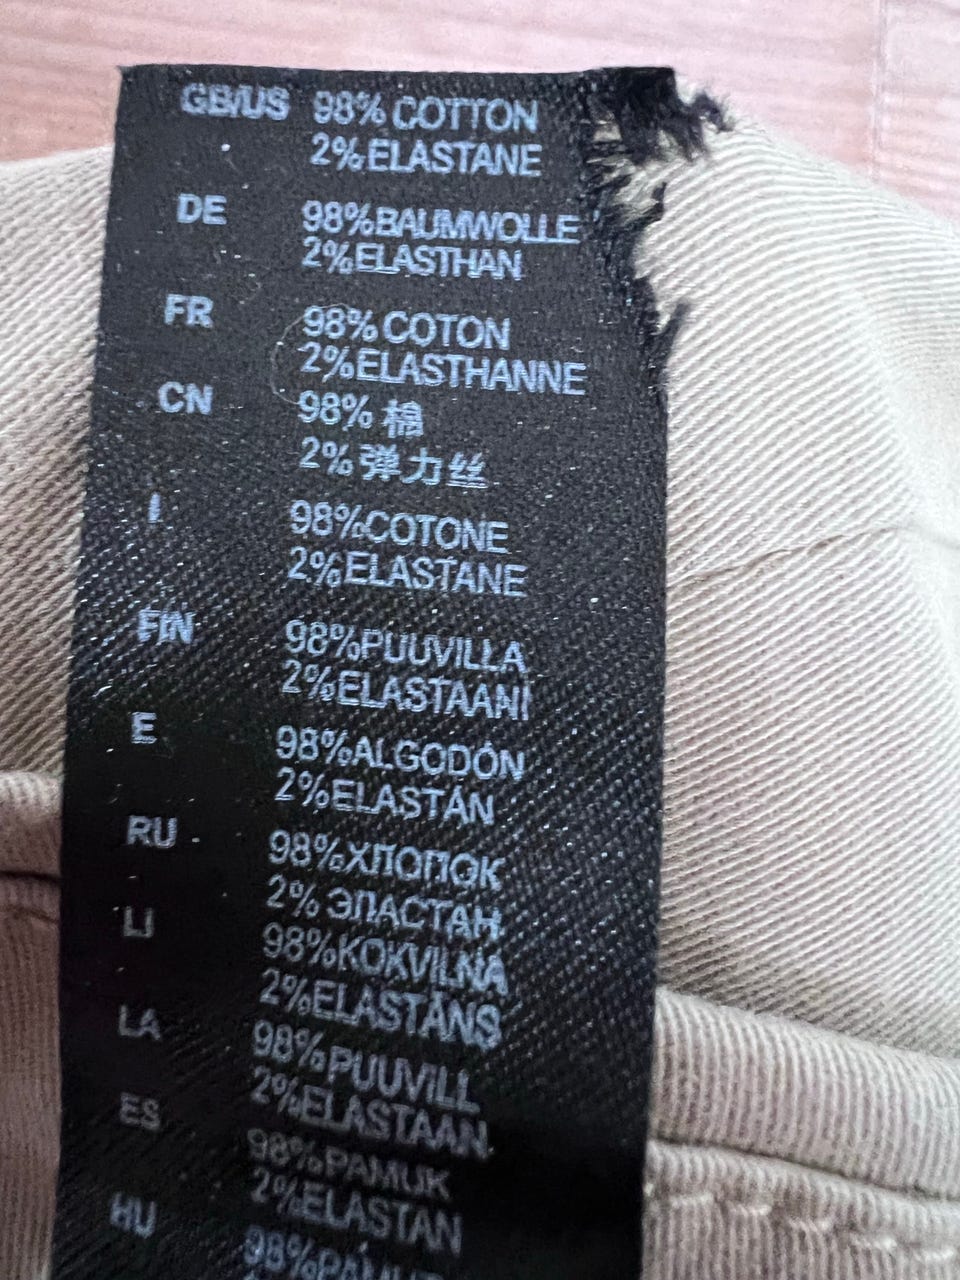 GB/US 98% COTTON
2% ELASTANE
DE 98% BAUMWOLLE
2% ELASTHAN
FR 98% COTON
2% ELASTHANNE
CN 98% 棉
2% 弹力丝
I 98% COTONE
2% ELASTANE
FIN 98% PUUVILLA
2% ELASTAANI
E 98% ALGODÓN
2% ELASTÁN
RU 98% ХЛОПОК
2% ЭЛАСТАН
LI 98% KOKVILNA
2% ELASTĀNS
LA 98% PUUVILL
2% ELASTAAN
ES 98% PAMUK
2% ELASTAN
HU 98%